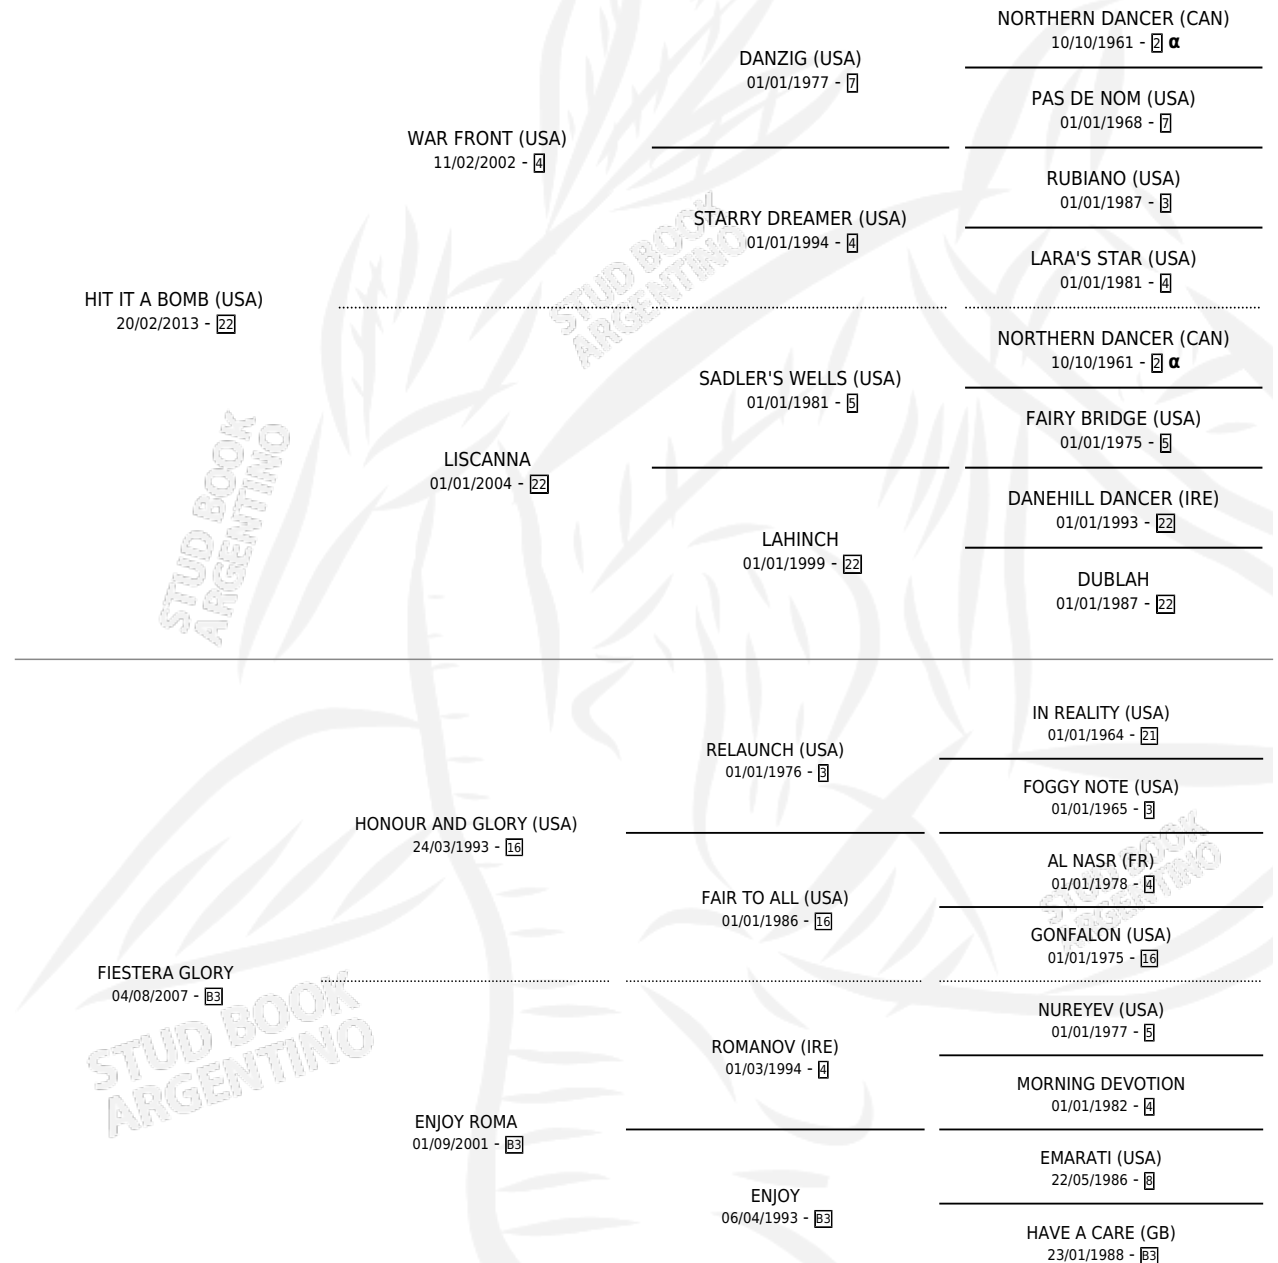 NORTHERN DANCER (CAN)
10/10/1961 - 2 α
DANZIG (USA)
01/01/1977 - 7
PAS DE NOM (USA)
01/01/1968 - 7
WAR FRONT (USA)
11/02/2002 - 4
RUBIANO (USA)
01/01/1987 - 3
STARRY DREAMER (USA)
01/01/1994 - 4
LARA'S STAR (USA)
01/01/1981 - 4
HIT IT A BOMB (USA)
20/02/2013 - 22
NORTHERN DANCER (CAN)
10/10/1961 - 2 α
SADLER'S WELLS (USA)
01/01/1981 - 5
FAIRY BRIDGE (USA)
01/01/1975 - 5
LISCANNA
01/01/2004 - 22
DANEHILL DANCER (IRE)
01/01/1993 - 22
LAHINCH
01/01/1999 - 22
DUBLAH
01/01/1987 - 22
STUD BOOK
ARGENTINO
STUD BOOK
ARGENTINO
IN REALITY (USA)
01/01/1964 - 21
RELAUNCH (USA)
01/01/1976 - 3
FOGGY NOTE (USA)
01/01/1965 - 3
HONOUR AND GLORY (USA)
24/03/1993 - 16
AL NASR (FR)
01/01/1978 - 4
FAIR TO ALL (USA)
01/01/1986 - 16
GONFALON (USA)
01/01/1975 - 16
FIESTERA GLORY
04/08/2007 - B3
NUREYEV (USA)
01/01/1977 - 5
ROMANOV (IRE)
01/03/1994 - 4
MORNING DEVOTION
01/01/1982 - 4
ENJOY ROMA
01/09/2001 - B3
EMARATI (USA)
22/05/1986 - 8
ENJOY
06/04/1993 - B3
HAVE A CARE (GB)
23/01/1988 - B3
STUD BOOK
ARGENTINO
STUD BOOK
ARGENTINO